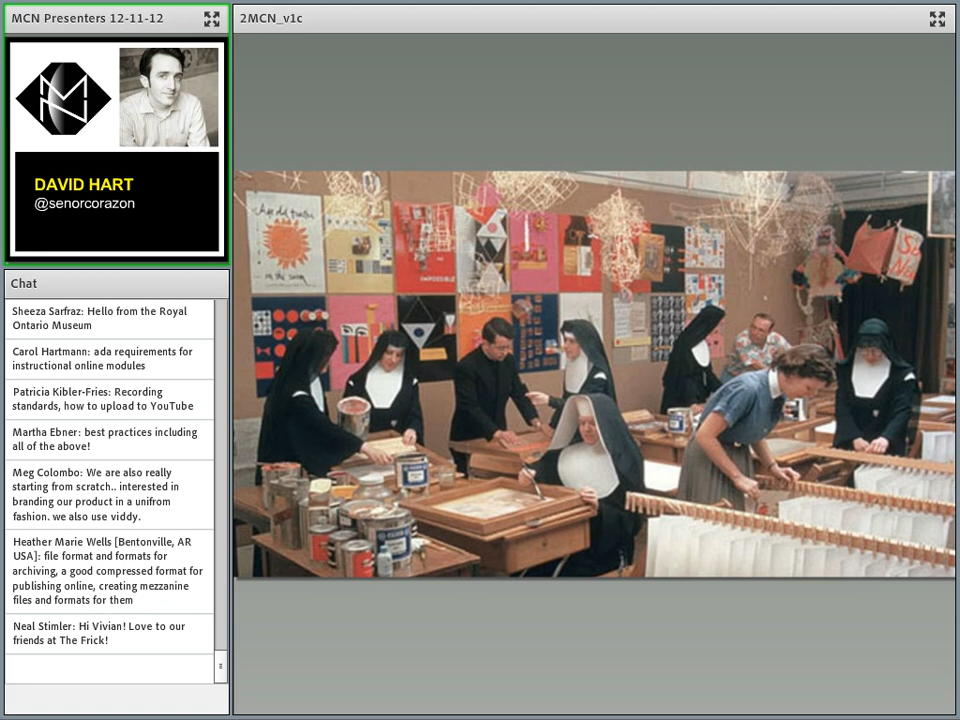 MCN Presenters 12-11-12
DAVID HART
@senorcorazon
Chat
Sheeza Sarfraz: Hello from the Royal
Ontario Museum
Carol Hartmann: ada requirements for
instructional online modules
Patricia Kibler-Fries: Recording
standards, how to upload to YouTube
Martha Ebner: best practices including
all of the above!
Meg Colombo: We are also really
starting from scratch.. interested in
branding our product in a unifrom
fashion. we also use viddy.
Heather Marie Wells [Bentonville, AR
USA]: file format and formats for
archiving, a good compressed format for
publishing online, creating mezzanine
files and formats for them
Neal Stimler: Hi Vivian! Love to our
friends at The Frick!
2MCN_v1c
IMPOSSIBLE